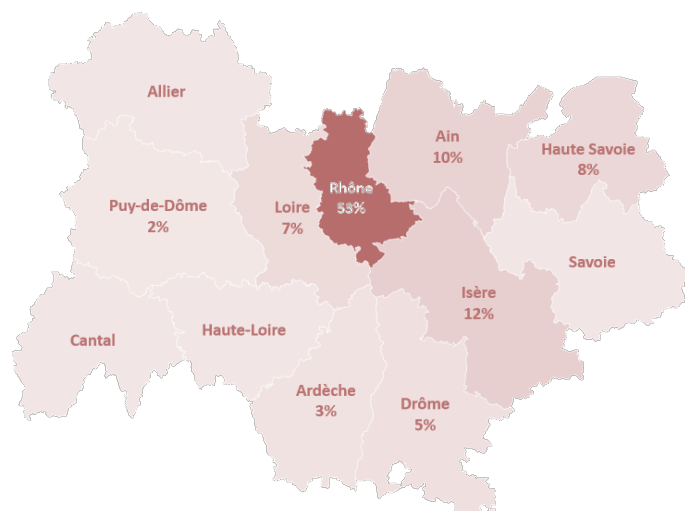 Allier
Ain
10%
Haute Savoie
8%
Rhône
53%
Puy-de-Dôme
2%
Loire
7%
Savoie
Isère
12%
Haute-Loire
Cantal
Ardèche
3%
Drôme
5%